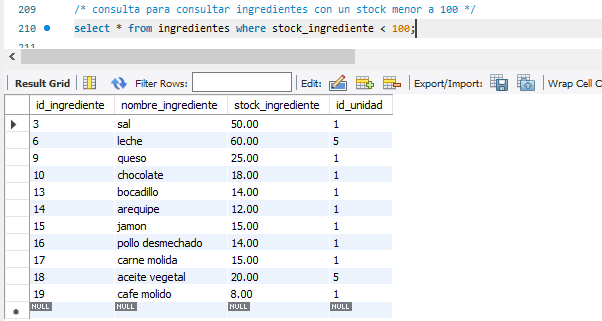 209 /* consulta para consultar ingredientes con un stock menor a 100 */
210 select * from ingredientes where stock_ingrediente < 100;
211
Result Grid Filter Rows: Edit: Export/Import: Wrap Cell C
id_ingrediente nombre_ingrediente stock_ingrediente id_unidad
3 sal 50.00 1
6 leche 60.00 5
9 queso 25.00 1
10 chocolate 18.00 1
13 bocadillo 14.00 1
14 arequipe 12.00 1
15 jamon 15.00 1
16 pollo desmechado 14.00 1
17 carne molida 15.00 1
18 aceite vegetal 20.00 5
19 cafe molido 8.00 1
NULL NULL NULL NULL